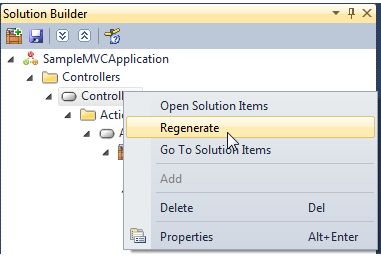 Solution Builder
SampleMVCApplication
Controllers
Open Solution Items
Regenerate
Go To Solution Items
Add
Delete Del
Properties Alt+Enter